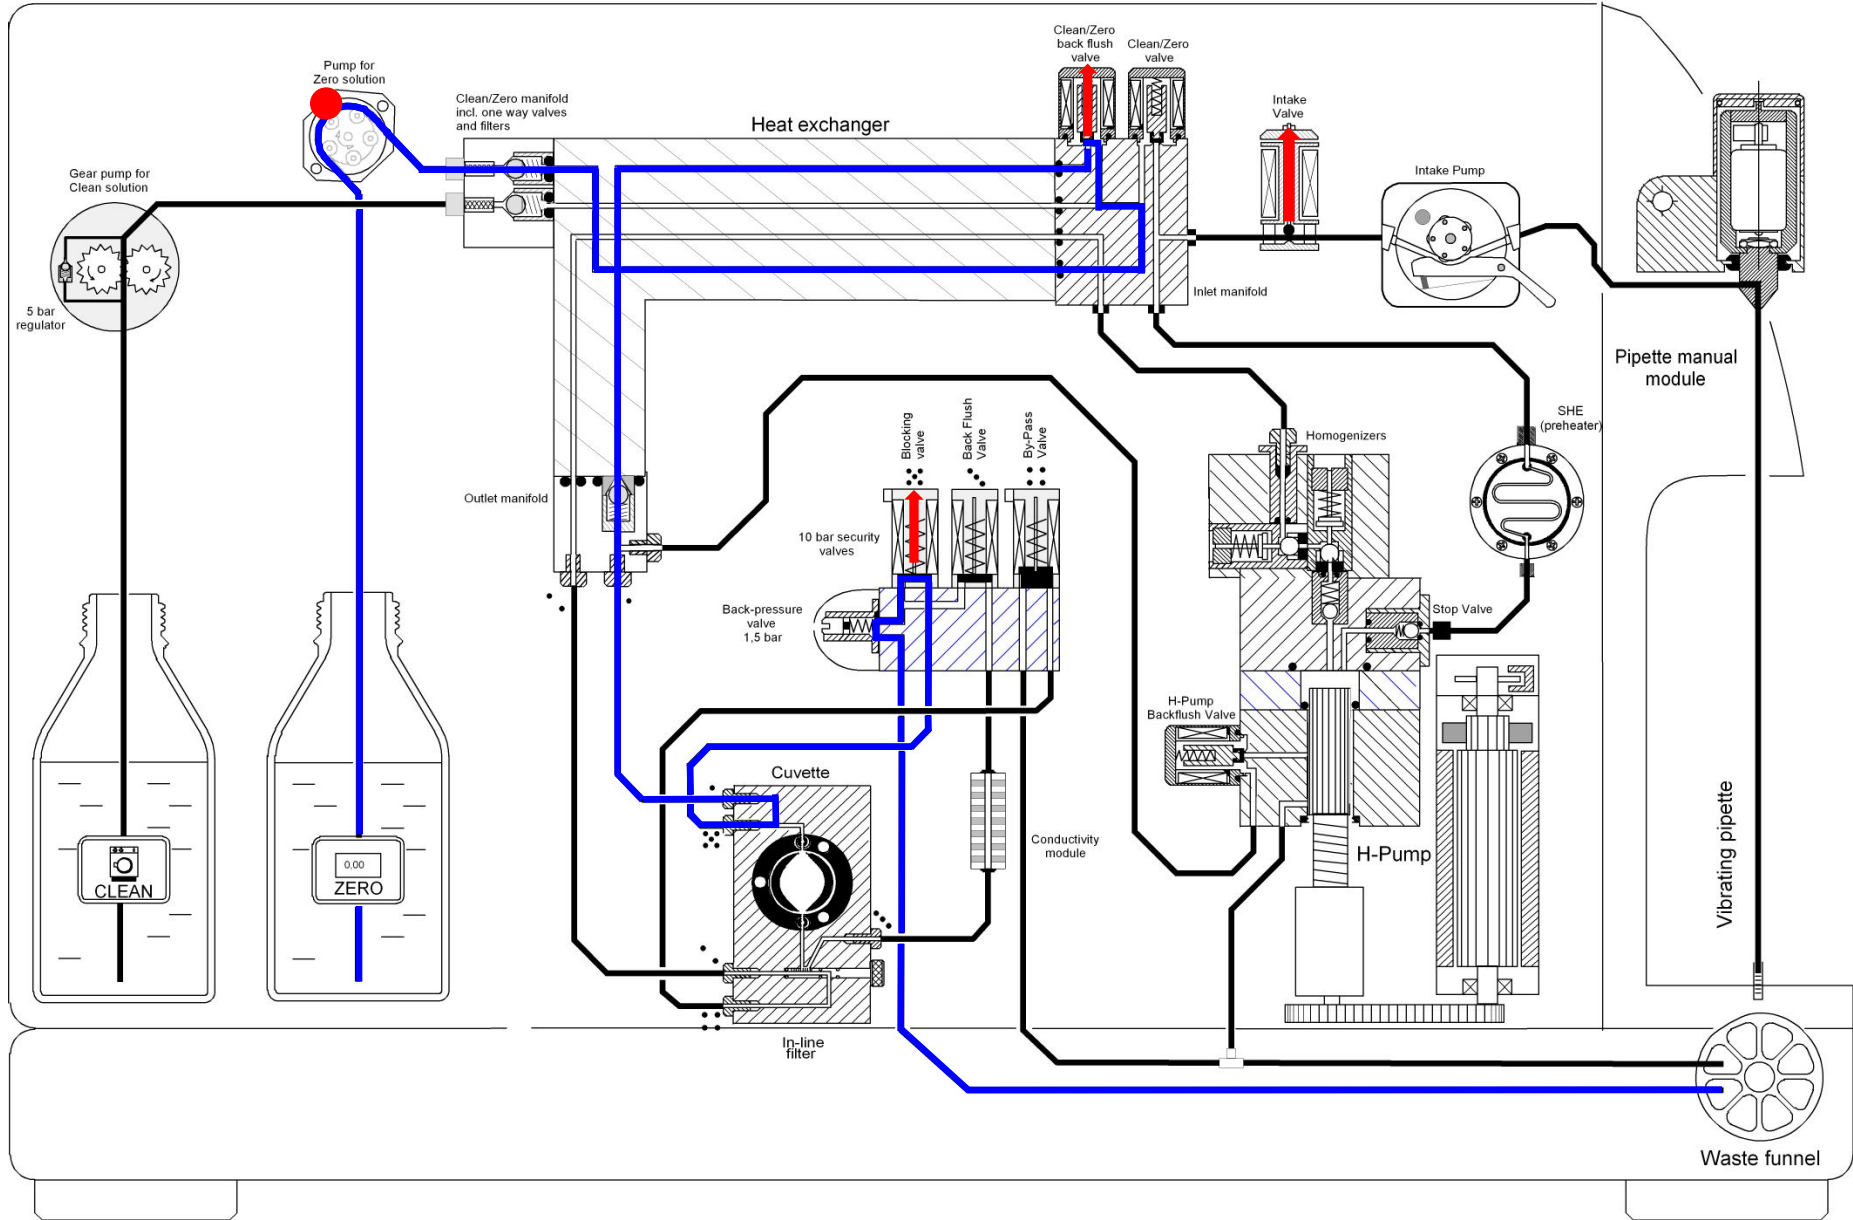 Clean/Zero
back flush
valve
Clean/Zero
valve
Pump for
Zero solution
Clean/Zero manifold
incl. one way valves
and filters
Intake
Valve
Heat exchanger
Gear pump for
Clean solution
Intake Pump
5 bar
regulator
Inlet manifold
Pipette manual
module
SHE
(preheater)
Blocking
valve
Back Flush
Valve
By-Pass
Valve
Homogenizers
Outlet manifold
10 bar security
valves
Back-pressure
valve
1,5 bar
Stop Valve
H-Pump
Backflush Valve
Cuvette
Conductivity
module
H-Pump
Vibrating pipette
CLEAN
0,00
ZERO
In-line
filter
Waste funnel